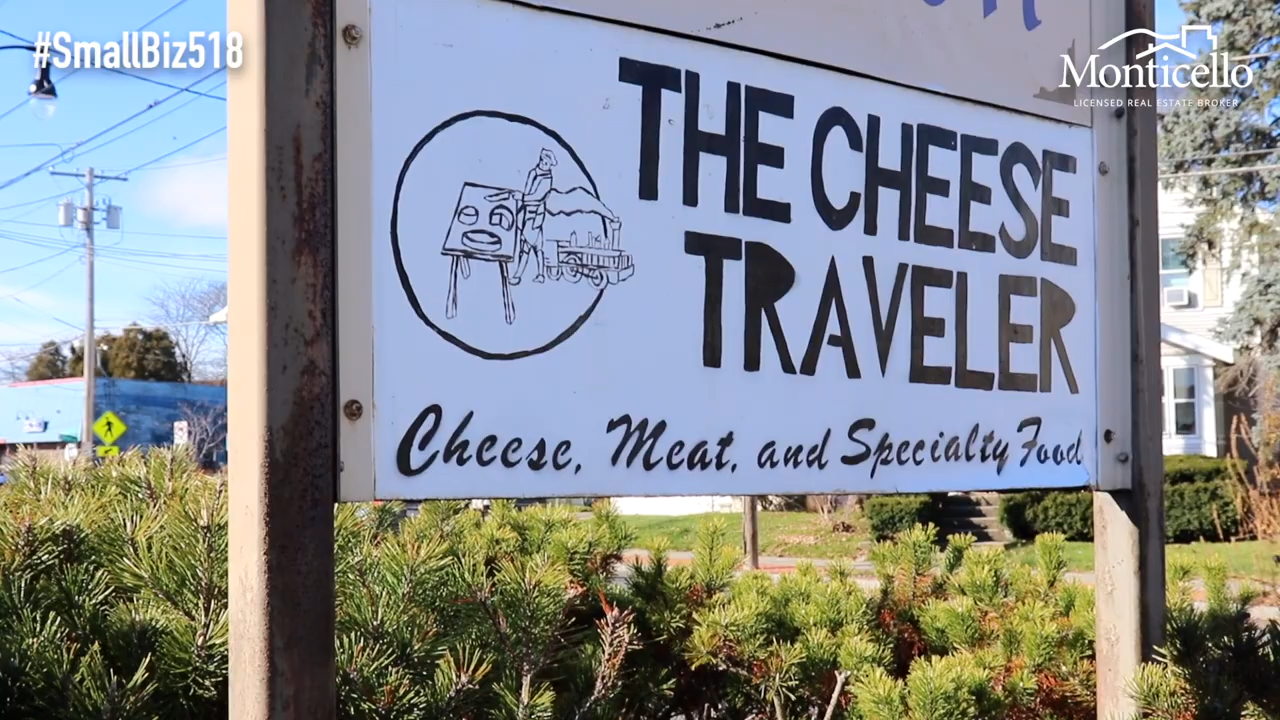 #SmallBiz518
Monticello
LICENSED REAL ESTATE BROKER
THE CHEESE
TRAVELER
Cheese, Meat, and Specialty Food